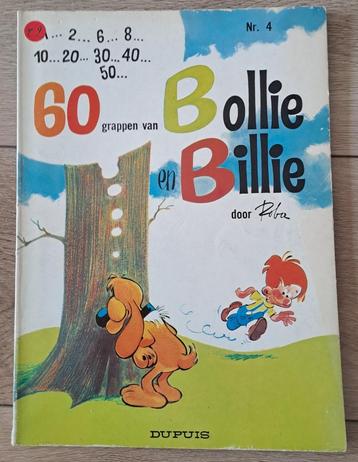 1... 2... 6... 8...
Nr. 4
10...20... 30...40...
50...
60 grappen van Bollie
en Billie
door Roba
DUPUIS